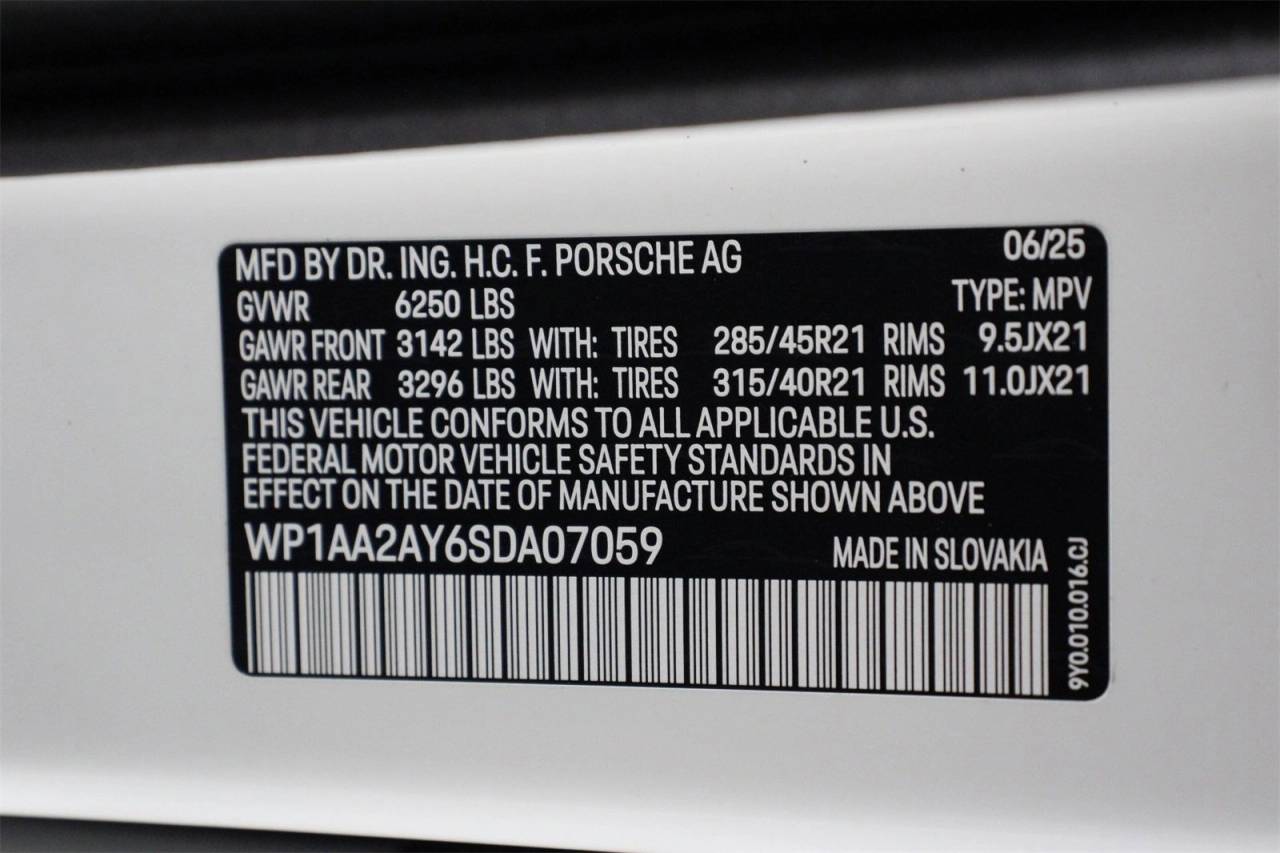 MFD BY DR. ING. H.C. F. PORSCHE AG 06/25
GVWR 6250 LBS TYPE: MPV
GAWR FRONT 3142 LBS WITH: TIRES 285/45R21 RIMS 9.5JX21
GAWR REAR 3296 LBS WITH: TIRES 315/40R21 RIMS 11.0JX21
THIS VEHICLE CONFORMS TO ALL APPLICABLE U.S.
FEDERAL MOTOR VEHICLE SAFETY STANDARDS IN
EFFECT ON THE DATE OF MANUFACTURE SHOWN ABOVE
WP1AA2AY6SDA07059 MADE IN SLOVAKIA
9Y0.010.016.CJ